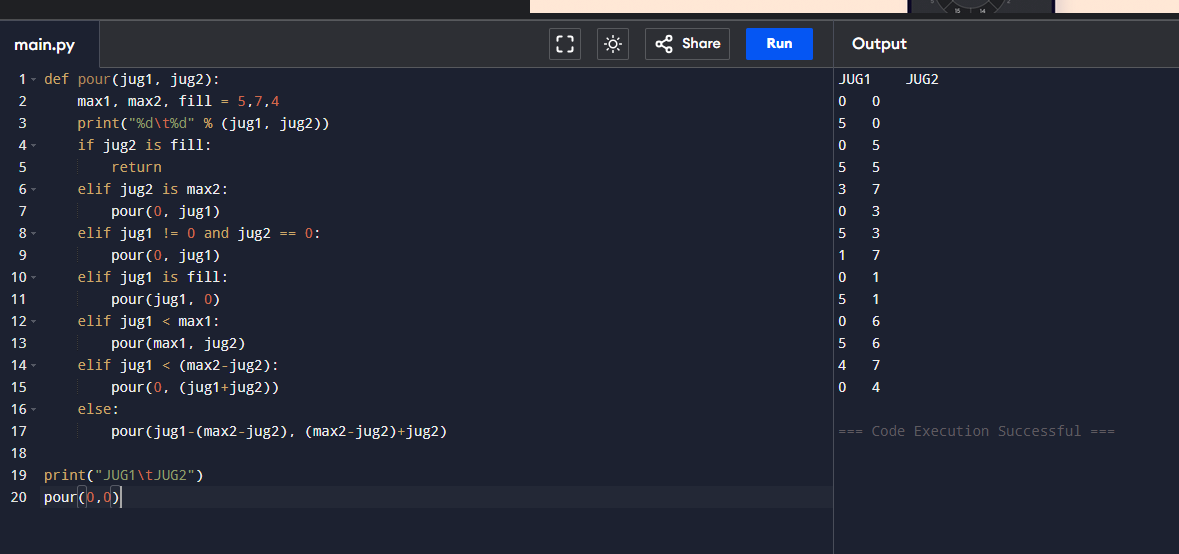 15 14
main.py Share Run Output
1 def pour(jug1, jug2):
2 max1, max2, fill = 5,7,4
3 print("%d\t%d" % (jug1, jug2))
4 if jug2 is fill:
5 return
6 elif jug2 is max2:
7 pour(0, jug1)
8 elif jug1 != 0 and jug2 == 0:
9 pour(0, jug1)
10 elif jug1 is fill:
11 pour(jug1, 0)
12 elif jug1 < max1:
13 pour(max1, jug2)
14 elif jug1 < (max2-jug2):
15 pour(0, (jug1+jug2))
16 else:
17 pour(jug1-(max2-jug2), (max2-jug2)+jug2)
18
19 print("JUG1\tJUG2")
20 pour(0,0)
JUG1 JUG2
0 0
5 0
0 5
5 5
3 7
0 3
5 3
1 7
0 1
5 1
0 6
5 6
4 7
0 4
=== Code Execution Successful ===